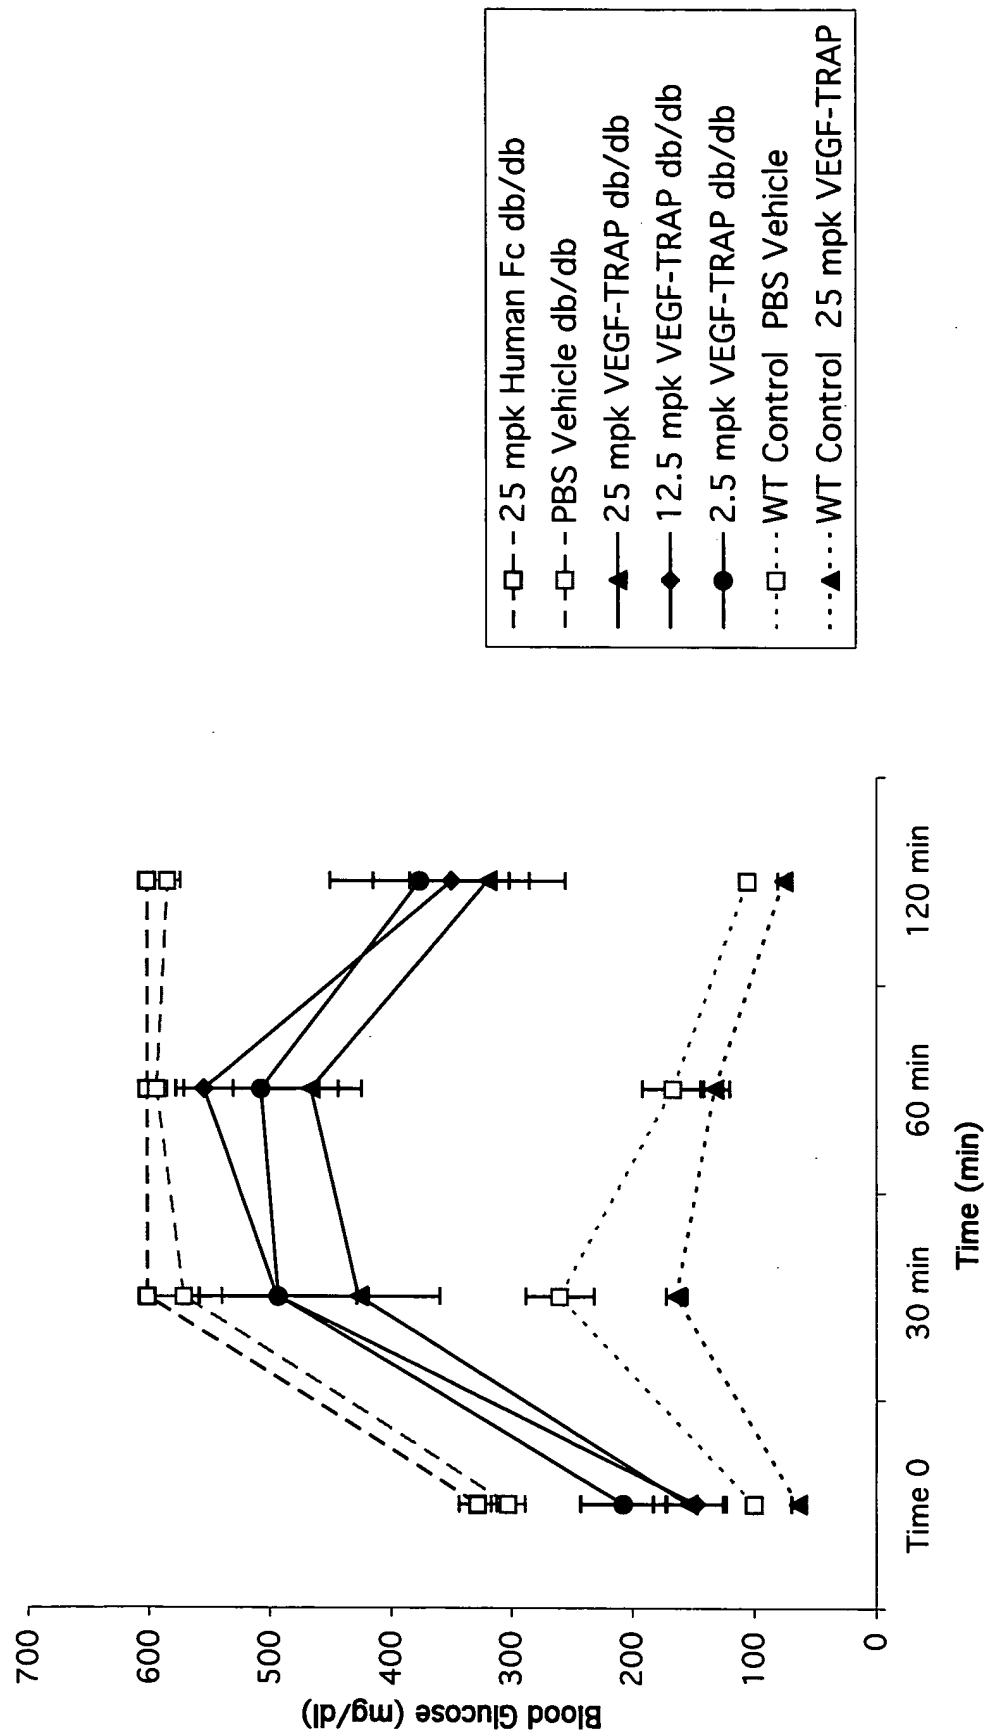 700
600
500
400
300
200
100
0
Blood Glucose (mg/dl)
Time 0
30 min
60 min
120 min
Time (min)
25 mpk Human Fc db/db
PBS Vehicle db/db
25 mpk VEGF-TRAP db/db
12.5 mpk VEGF-TRAP db/db
2.5 mpk VEGF-TRAP db/db
WT Control PBS Vehicle
WT Control 25 mpk VEGF-TRAP